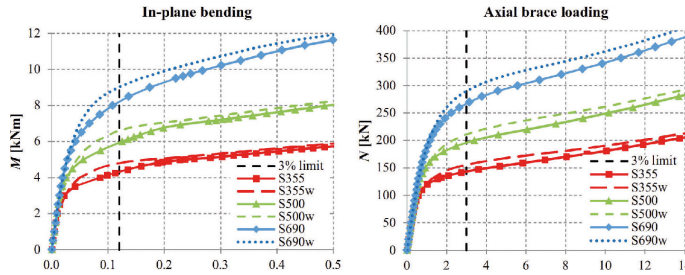 In-plane bending
12
10
8
6
4
2
0
M [kNm]
0.0 0.1 0.2 0.3 0.4 0.5
3% limit
S355
S355w
S500
S500w
S690
S690w
Axial brace loading
400
350
300
250
200
150
100
50
0
N [kN]
0 2 4 6 8 10 12
3% limit
S355
S355w
S500
S500w
S690
S690w